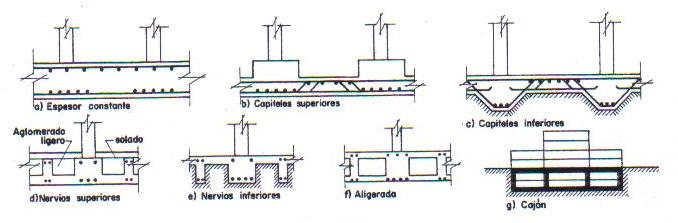 a) Espesor constante
b) Capiteles superiores
c) Capiteles inferiores
Aglomerado
ligero
solado
d) Nervios superiores
e) Nervios inferiores
f) Aligerada
g) Cajón